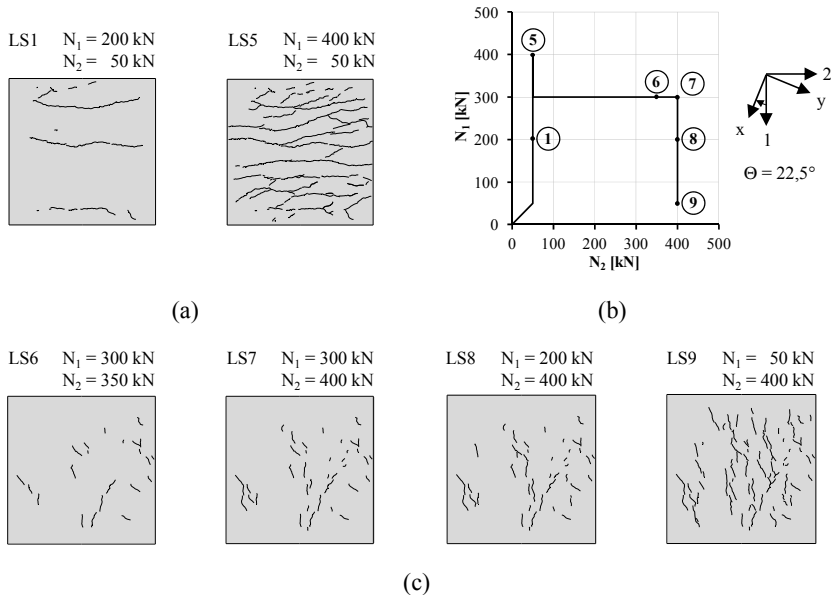 LS1 N₁ = 200 kN
N₂ = 50 kN
LS5 N₁ = 400 kN
N₂ = 50 kN
(a)
500
400
300
200
100
0
N₁ [kN]
0 100 200 300 400 500
N₂ [kN]
5
6
7
1
8
9
2
y
x
1
Θ = 22,5°
(b)
LS6 N₁ = 300 kN
N₂ = 350 kN
LS7 N₁ = 300 kN
N₂ = 400 kN
LS8 N₁ = 200 kN
N₂ = 400 kN
LS9 N₁ = 50 kN
N₂ = 400 kN
(c)